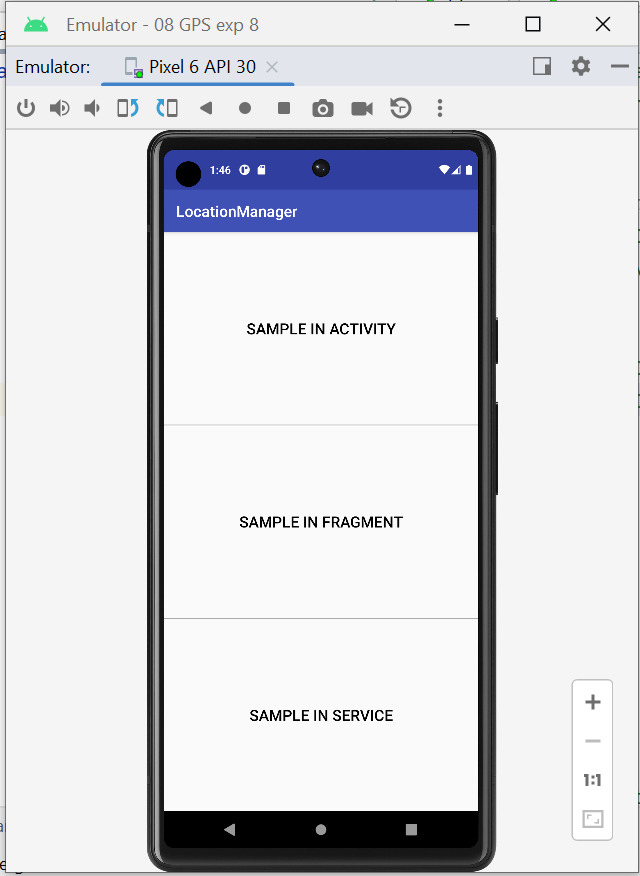 Emulator - 08 GPS exp 8
Emulator: Pixel 6 API 30
1:46
LocationManager
SAMPLE IN ACTIVITY
SAMPLE IN FRAGMENT
SAMPLE IN SERVICE
1:1